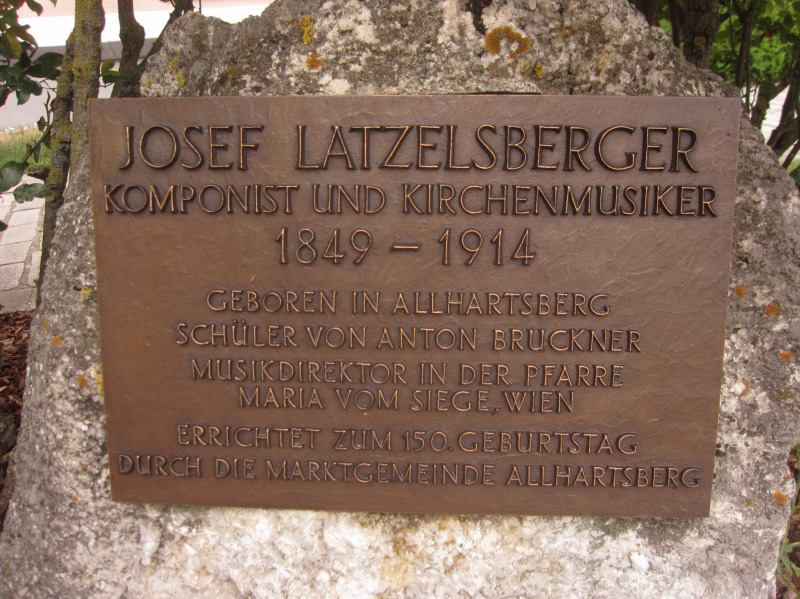 JOSEF LATZELSBERGER
KOMPONIST UND KIRCHENMUSIKER
1849 – 1914
GEBOREN IN ALLHARTSBERG
SCHÜLER VON ANTON BRUCKNER
MUSIKDIREKTOR IN DER PFARRE
MARIA VOM SIEGE, WIEN
ERRICHTET ZUM 150. GEBURTSTAG
DURCH DIE MARKTGEMEINDE ALLHARTSBERG